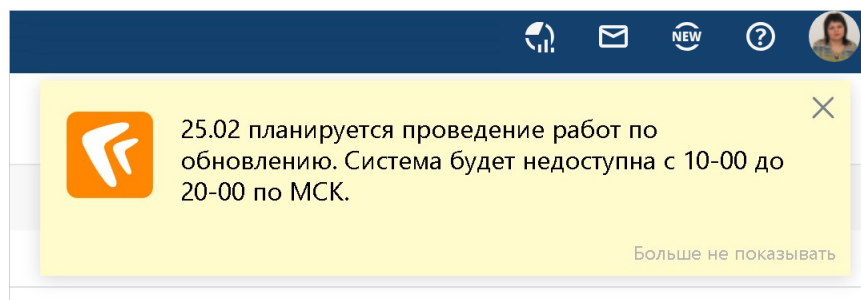 NEW
?
25.02 планируется проведение работ по
обновлению. Система будет недоступна с 10-00 до
20-00 по МСК.
Больше не показывать